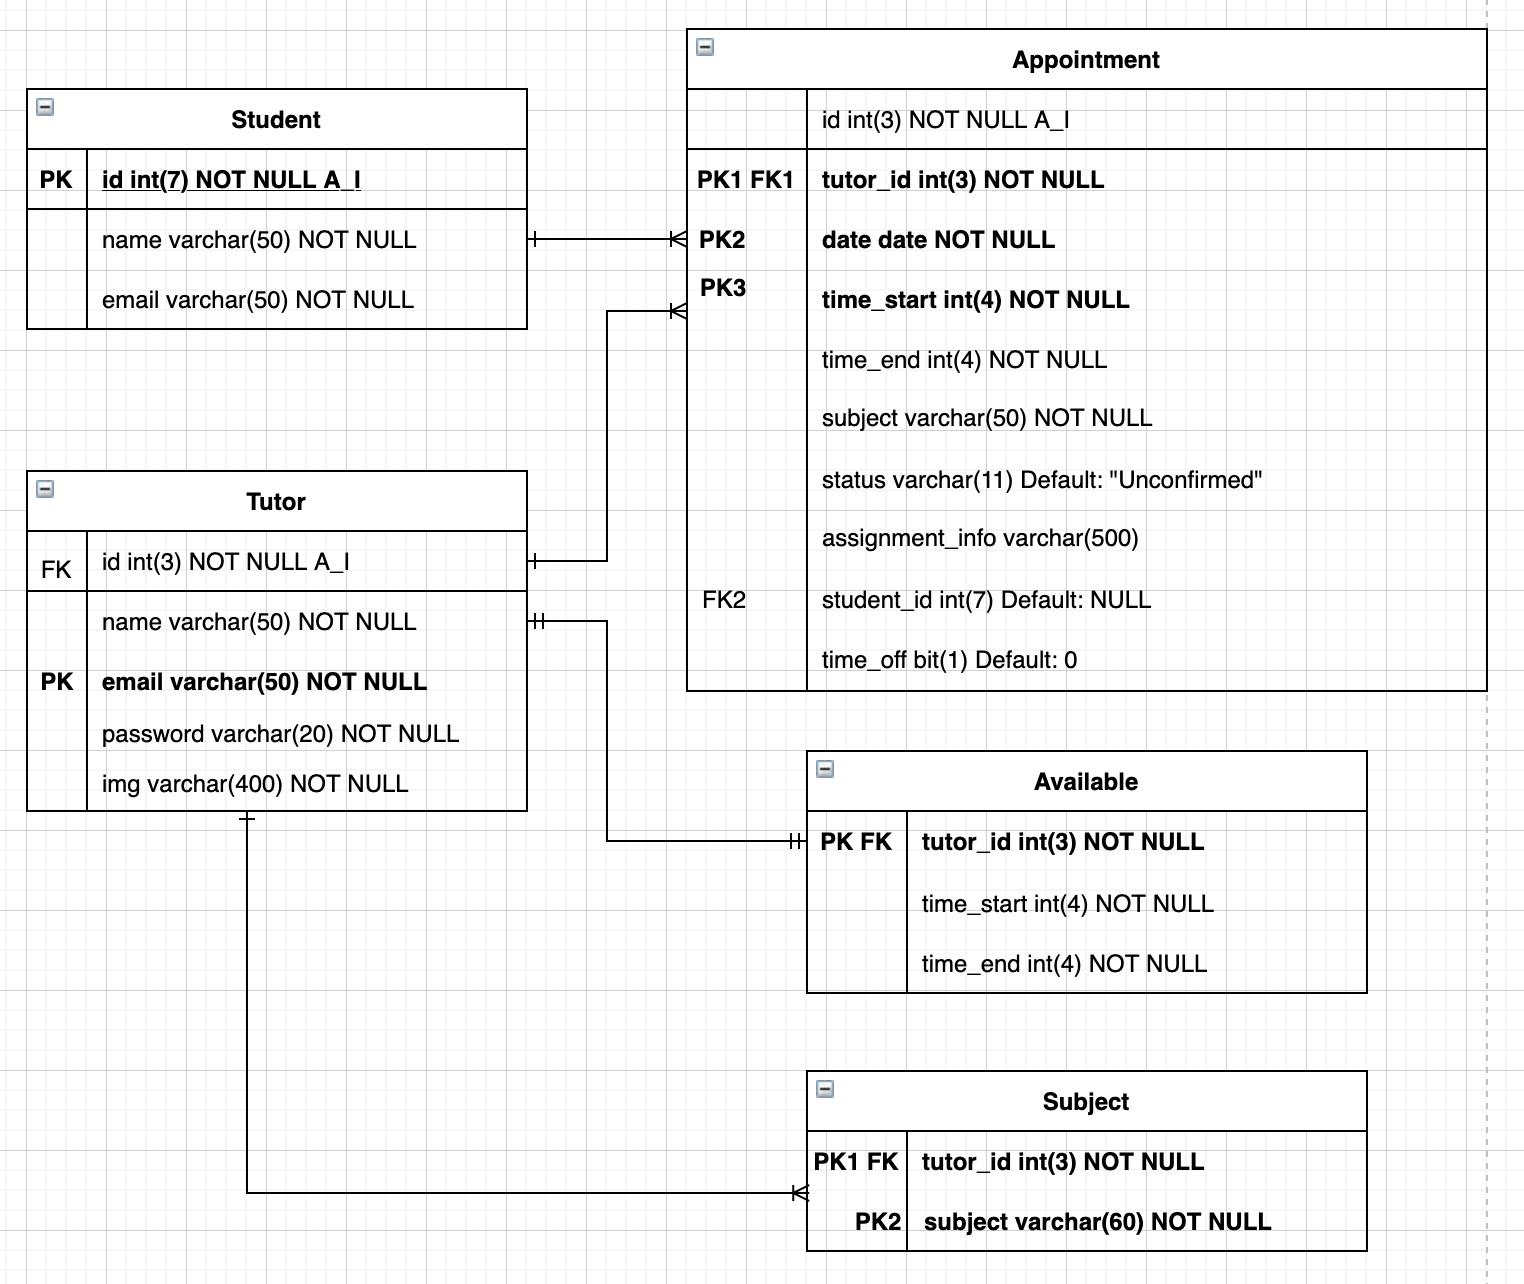 Student
PK id int(7) NOT NULL A_I
name varchar(50) NOT NULL
email varchar(50) NOT NULL
Appointment
id int(3) NOT NULL A_I
PK1 FK1 tutor_id int(3) NOT NULL
PK2 date date NOT NULL
PK3 time_start int(4) NOT NULL
time_end int(4) NOT NULL
subject varchar(50) NOT NULL
status varchar(11) Default: "Unconfirmed"
assignment_info varchar(500)
FK2 student_id int(7) Default: NULL
time_off bit(1) Default: 0
Tutor
FK id int(3) NOT NULL A_I
name varchar(50) NOT NULL
PK email varchar(50) NOT NULL
password varchar(20) NOT NULL
img varchar(400) NOT NULL
Available
PK FK tutor_id int(3) NOT NULL
time_start int(4) NOT NULL
time_end int(4) NOT NULL
Subject
PK1 FK tutor_id int(3) NOT NULL
PK2 subject varchar(60) NOT NULL